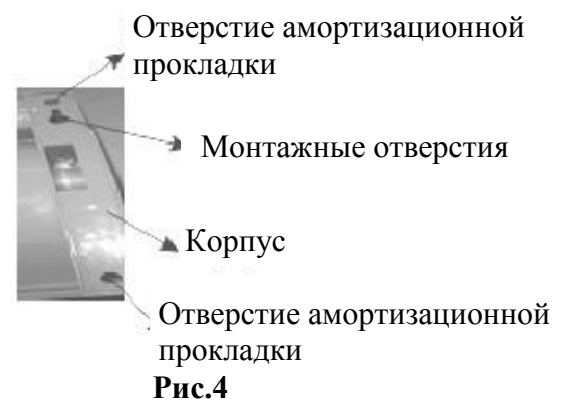 Отверстие амортизационной
прокладки
Монтажные отверстия
Корпус
Отверстие амортизационной
прокладки
Рис.4